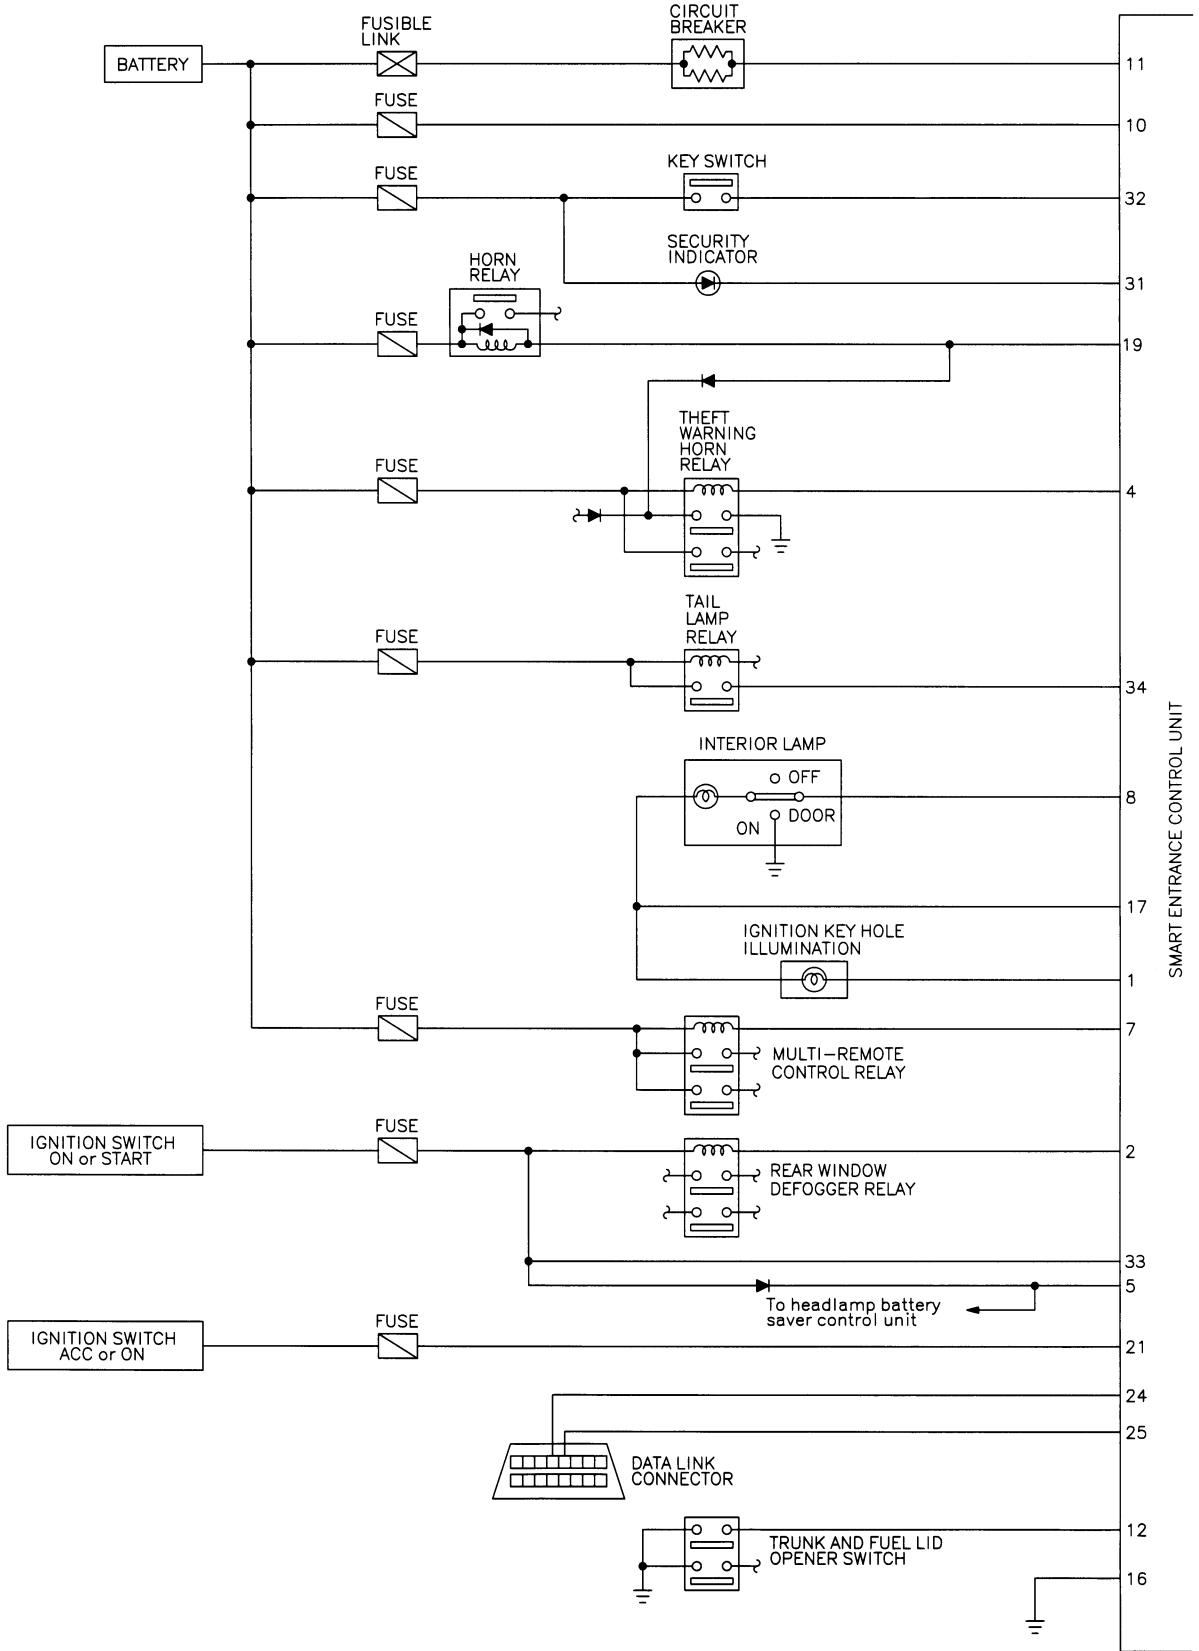 CIRCUIT
BREAKER
FUSIBLE
LINK
BATTERY
11
FUSE
10
KEY SWITCH
FUSE
32
SECURITY
INDICATOR
31
HORN
RELAY
FUSE
19
THEFT
WARNING
HORN
RELAY
FUSE
4
TAIL
LAMP
RELAY
FUSE
34
INTERIOR LAMP
OFF
8
DOOR
ON
17
IGNITION KEY HOLE
ILLUMINATION
1
FUSE
7
MULTI-REMOTE
CONTROL RELAY
SMART ENTRANCE CONTROL UNIT
FUSE
IGNITION SWITCH
ON or START
2
REAR WINDOW
DEFOGGER RELAY
33
5
To headlamp battery
saver control unit
FUSE
IGNITION SWITCH
ACC or ON
21
24
25
DATA LINK
CONNECTOR
12
TRUNK AND FUEL LID
OPENER SWITCH
16